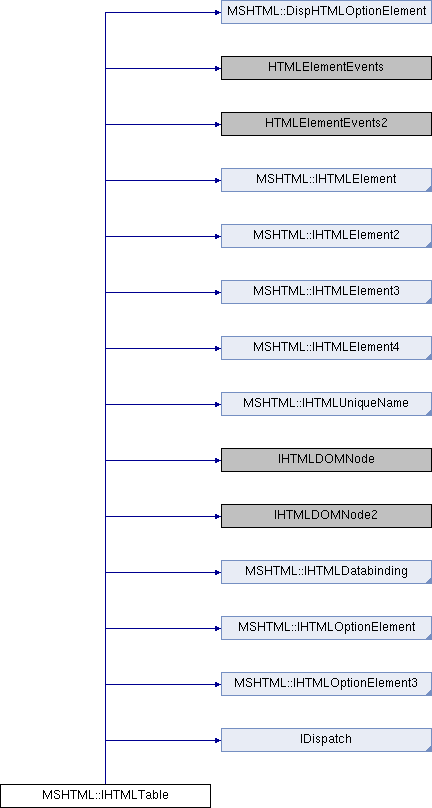 MSHTML::DispHTMLOptionElement
HTMLElementEvents
HTMLElementEvents2
MSHTML::IHTMLElement
MSHTML::IHTMLElement2
MSHTML::IHTMLElement3
MSHTML::IHTMLElement4
MSHTML::IHTMLUniqueName
IHTMLDOMNode
IHTMLDOMNode2
MSHTML::IHTMLDatabinding
MSHTML::IHTMLOptionElement
MSHTML::IHTMLOptionElement3
IDispatch
MSHTML::IHTMLTable